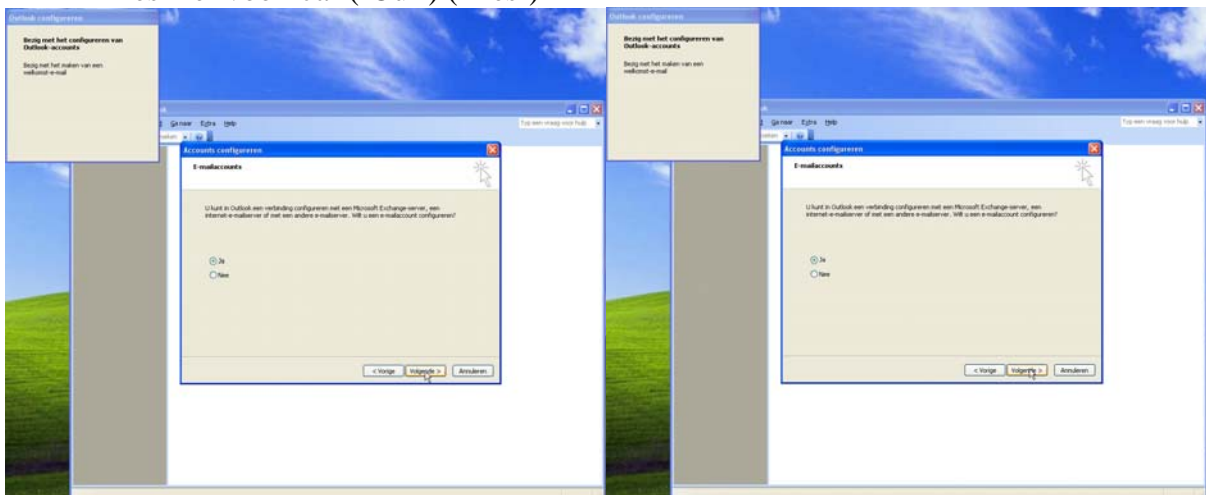 Outlook configureren
Bezig met het configureren van
Outlook-accounts
Bezig met het maken van een
welkomst-e-mail
Ga naar Extra Help
Typ een vraag voor hulp
Accounts configureren
E-mailaccounts
U kunt in Outlook een verbinding configureren met een Microsoft Exchange-server, een
internet-e-mailserver of met een andere e-mailserver. Wilt u een e-mailaccount configureren?
Ja
Nee
< Vorige Volgende > Annuleren
Outlook configureren
Bezig met het configureren van
Outlook-accounts
Bezig met het maken van een
welkomst-e-mail
Ga naar Extra Help
Typ een vraag voor hulp
Accounts configureren
E-mailaccounts
U kunt in Outlook een verbinding configureren met een Microsoft Exchange-server, een
internet-e-mailserver of met een andere e-mailserver. Wilt u een e-mailaccount configureren?
Ja
Nee
< Vorige Volgende > Annuleren